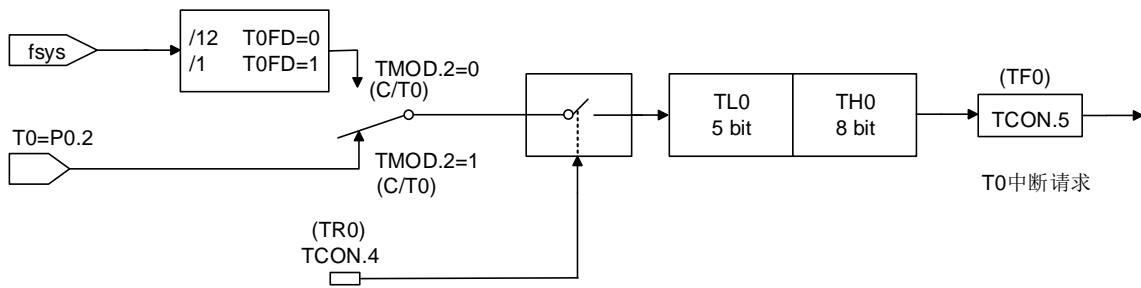 fsys
/12 T0FD=0
/1 T0FD=1
TMOD.2=0
(C/T0)
T0=P0.2
TMOD.2=1
(C/T0)
(TR0)
TCON.4
TL0
5 bit
TH0
8 bit
(TF0)
TCON.5
T0中断请求